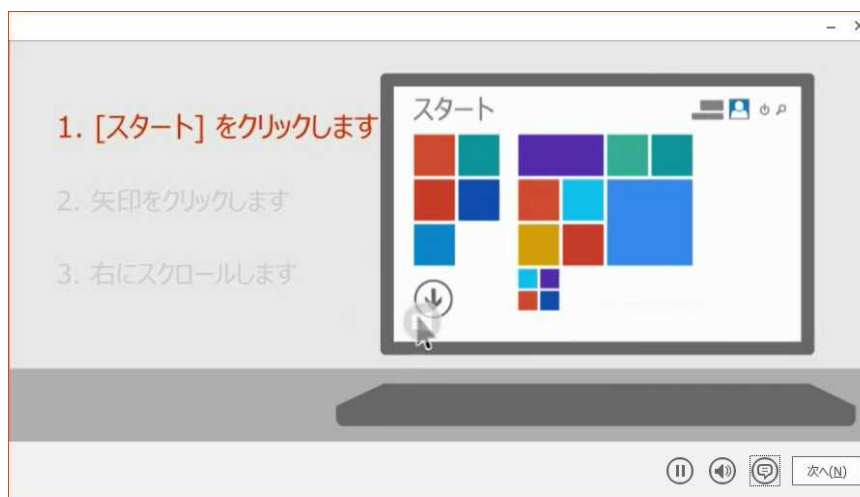 1. [スタート] をクリックします
2. 矢印をクリックします
3. 右にスクロールします
スタート
次へ(N)